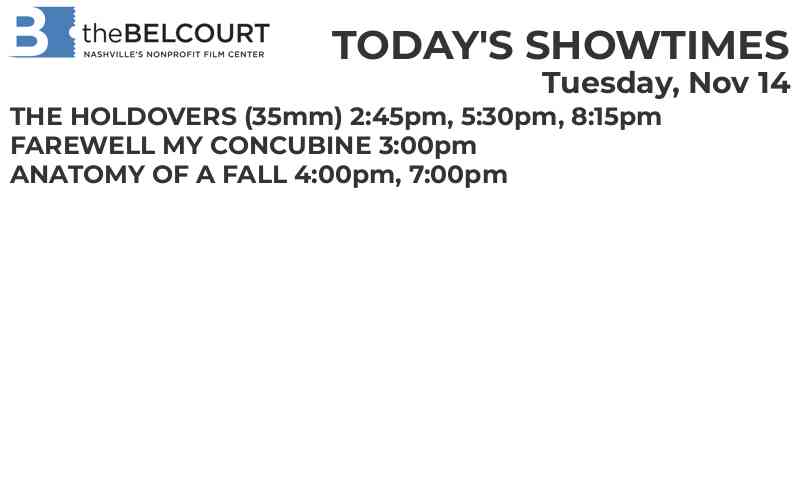 B theBELCOURT
NASHVILLE'S NONPROFIT FILM CENTER
TODAY'S SHOWTIMES
Tuesday, Nov 14
THE HOLDOVERS (35mm) 2:45pm, 5:30pm, 8:15pm
FAREWELL MY CONCUBINE 3:00pm
ANATOMY OF A FALL 4:00pm, 7:00pm